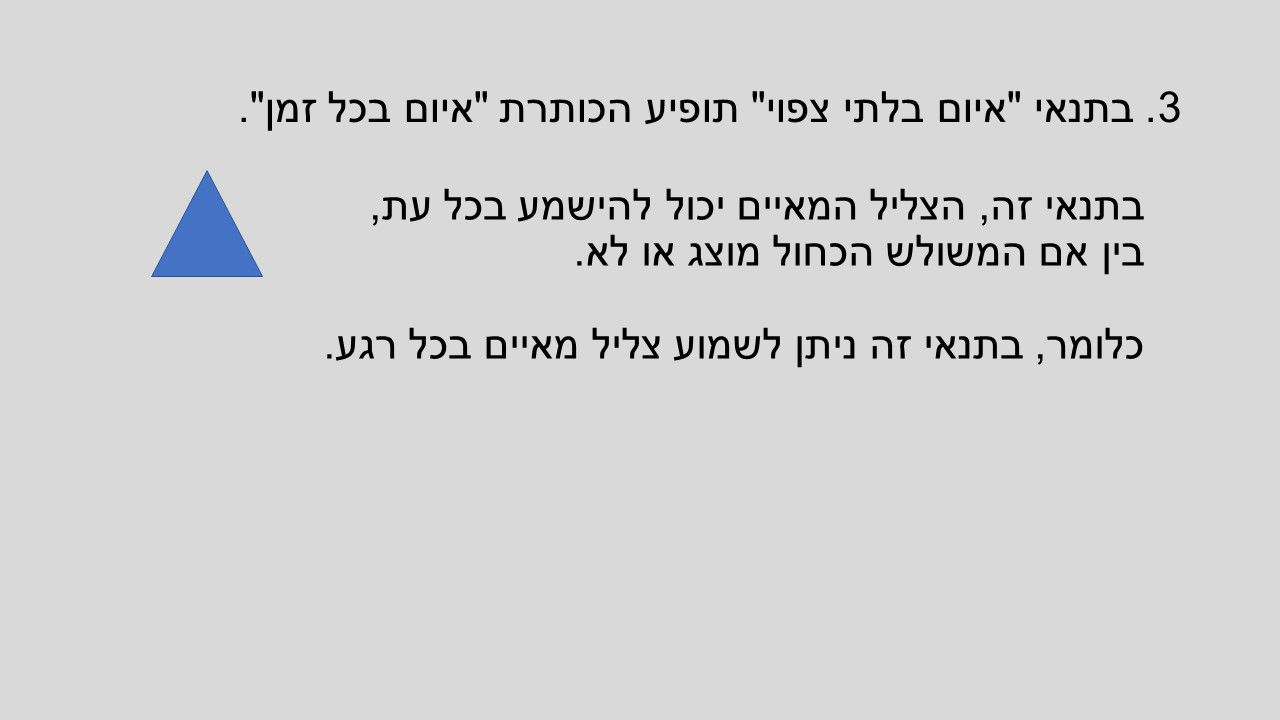 3. בתנאי "איום בלתי צפוי" תופיע הכותרת "איום בכל זמן".
בתנאי זה, הצליל המאיים יכול להישמע בכל עת,
בין אם המשולש הכחול מוצג או לא.
כלומר, בתנאי זה ניתן לשמוע צליל מאיים בכל רגע.